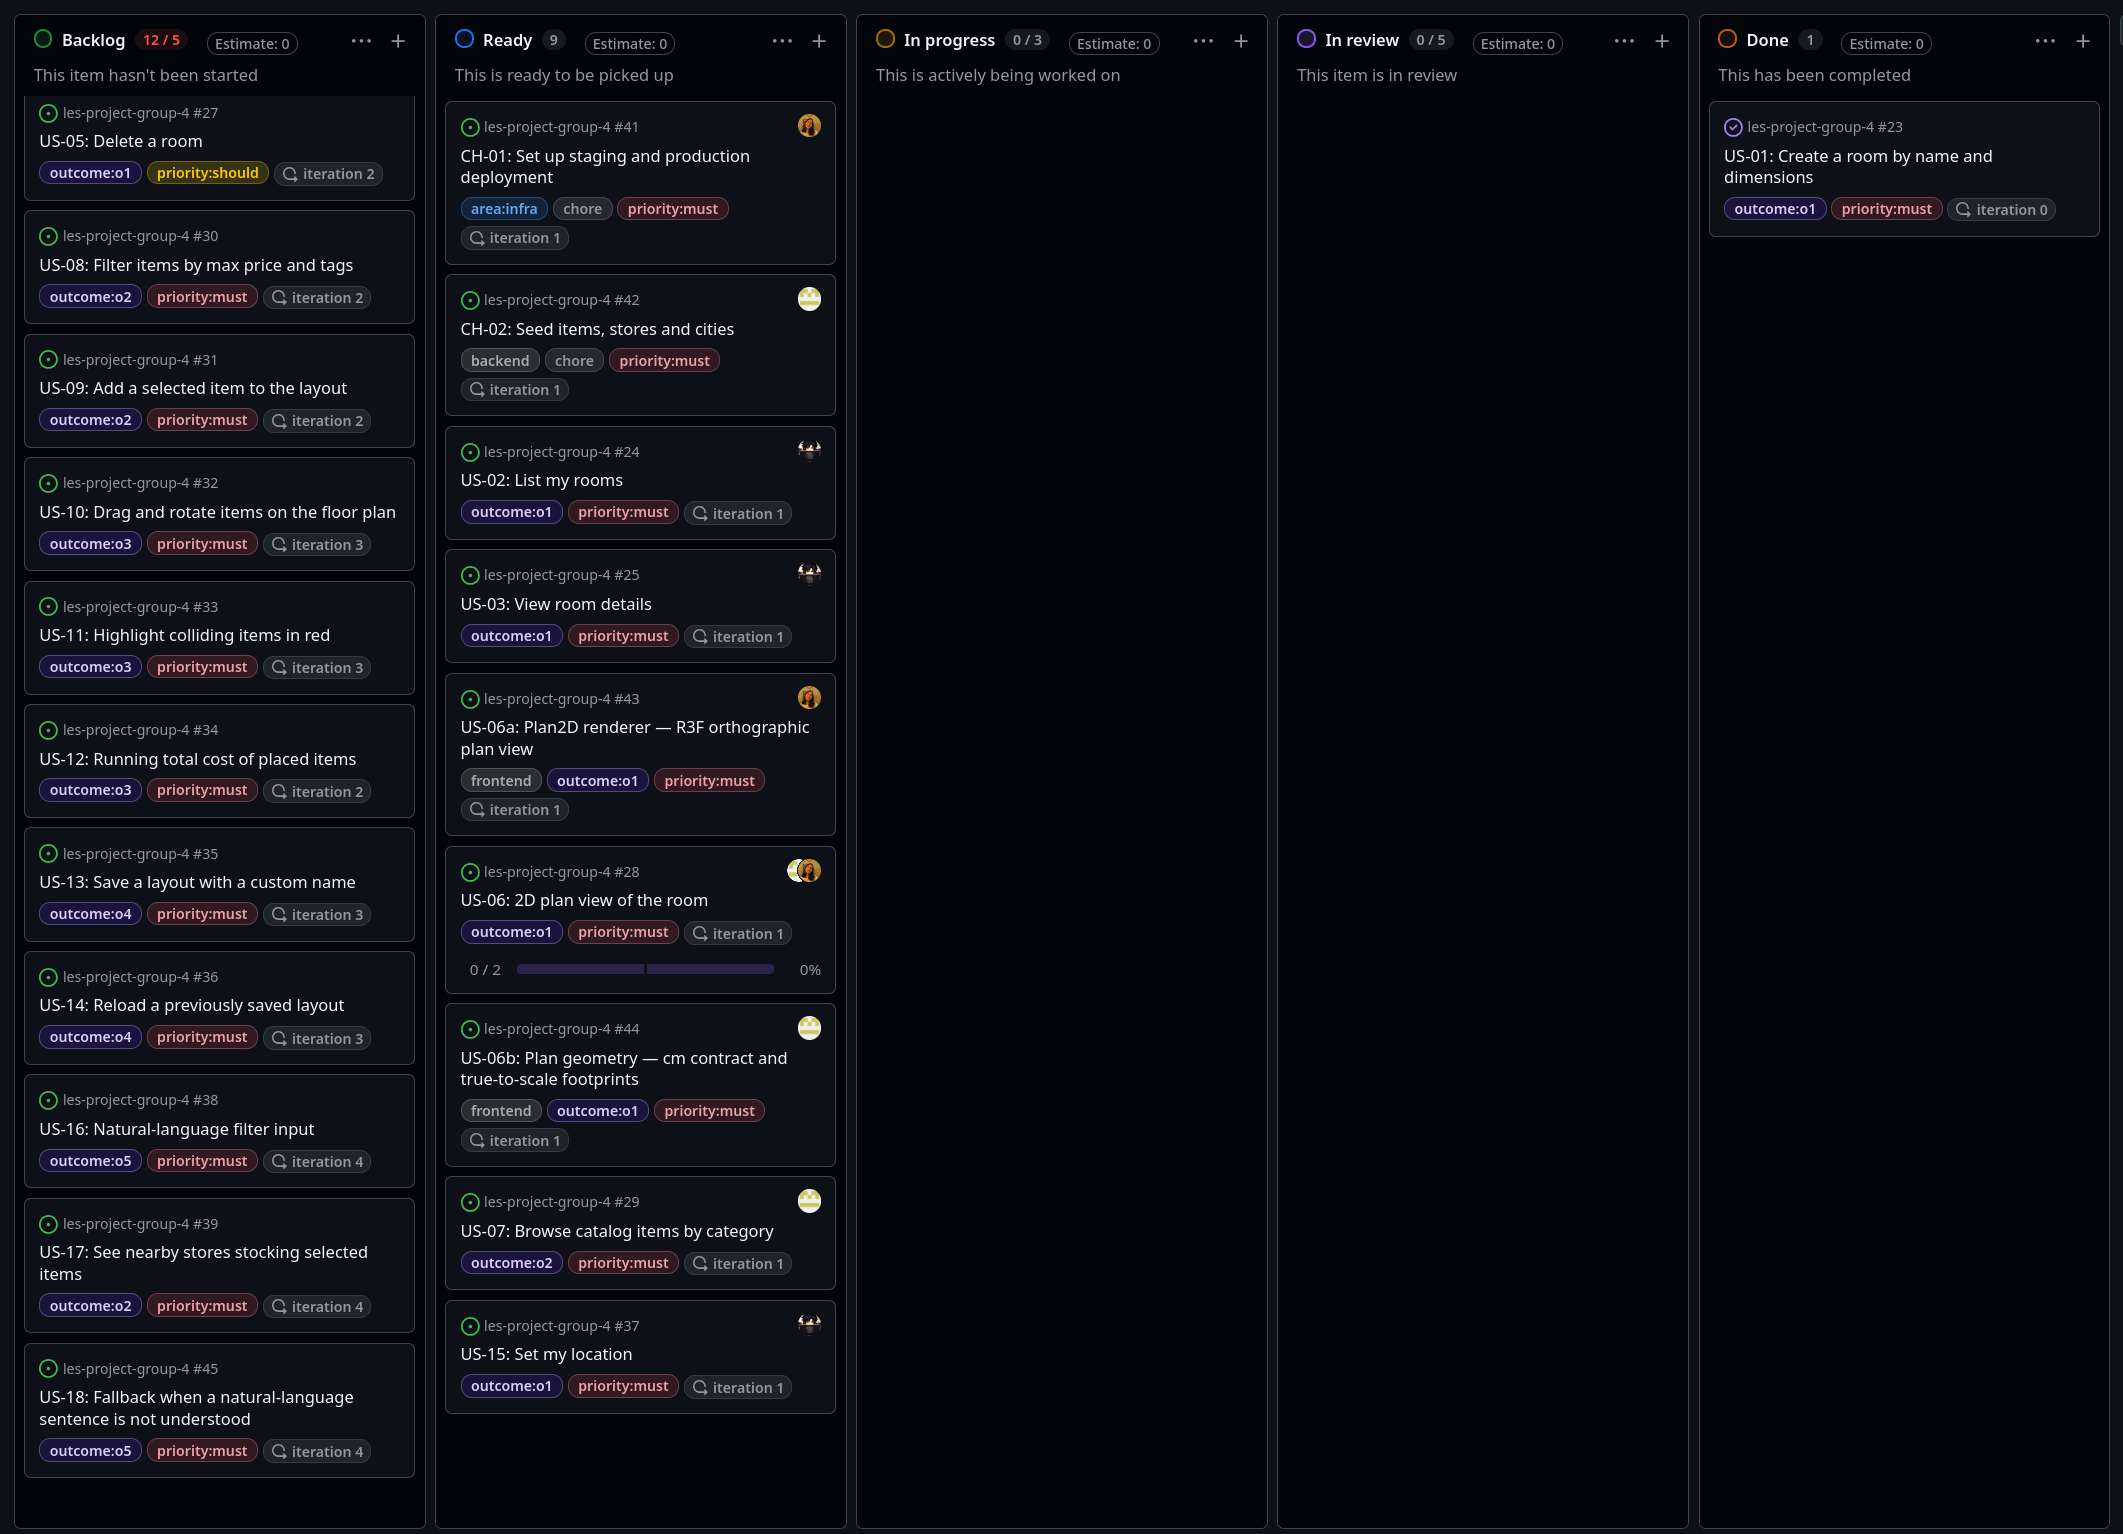 Backlog 12 / 5 Estimate: 0
This item hasn't been started
les-project-group-4 #27
US-05: Delete a room
outcome:o1 priority:should iteration 2
les-project-group-4 #30
US-08: Filter items by max price and tags
outcome:o2 priority:must iteration 2
les-project-group-4 #31
US-09: Add a selected item to the layout
outcome:o2 priority:must iteration 2
les-project-group-4 #32
US-10: Drag and rotate items on the floor plan
outcome:o3 priority:must iteration 3
les-project-group-4 #33
US-11: Highlight colliding items in red
outcome:o3 priority:must iteration 3
les-project-group-4 #34
US-12: Running total cost of placed items
outcome:o3 priority:must iteration 2
les-project-group-4 #35
US-13: Save a layout with a custom name
outcome:o4 priority:must iteration 3
les-project-group-4 #36
US-14: Reload a previously saved layout
outcome:o4 priority:must iteration 3
les-project-group-4 #38
US-16: Natural-language filter input
outcome:o5 priority:must iteration 4
les-project-group-4 #39
US-17: See nearby stores stocking selected
items
outcome:o2 priority:must iteration 4
les-project-group-4 #45
US-18: Fallback when a natural-language
sentence is not understood
outcome:o5 priority:must iteration 4
Ready 9 Estimate: 0
This is ready to be picked up
les-project-group-4 #41
CH-01: Set up staging and production
deployment
area:infra chore priority:must
iteration 1
les-project-group-4 #42
CH-02: Seed items, stores and cities
backend chore priority:must
iteration 1
les-project-group-4 #24
US-02: List my rooms
outcome:o1 priority:must iteration 1
les-project-group-4 #25
US-03: View room details
outcome:o1 priority:must iteration 1
les-project-group-4 #43
US-06a: Plan2D renderer — R3F orthographic
plan view
frontend outcome:o1 priority:must
iteration 1
les-project-group-4 #28
US-06: 2D plan view of the room
outcome:o1 priority:must iteration 1
0 / 2 0%
les-project-group-4 #44
US-06b: Plan geometry — cm contract and
true-to-scale footprints
frontend outcome:o1 priority:must
iteration 1
les-project-group-4 #29
US-07: Browse catalog items by category
outcome:o2 priority:must iteration 1
les-project-group-4 #37
US-15: Set my location
outcome:o1 priority:must iteration 1
In progress 0 / 3 Estimate: 0
This is actively being worked on
In review 0 / 5 Estimate: 0
This item is in review
Done 1 Estimate: 0
This has been completed
les-project-group-4 #23
US-01: Create a room by name and
dimensions
outcome:o1 priority:must iteration 0